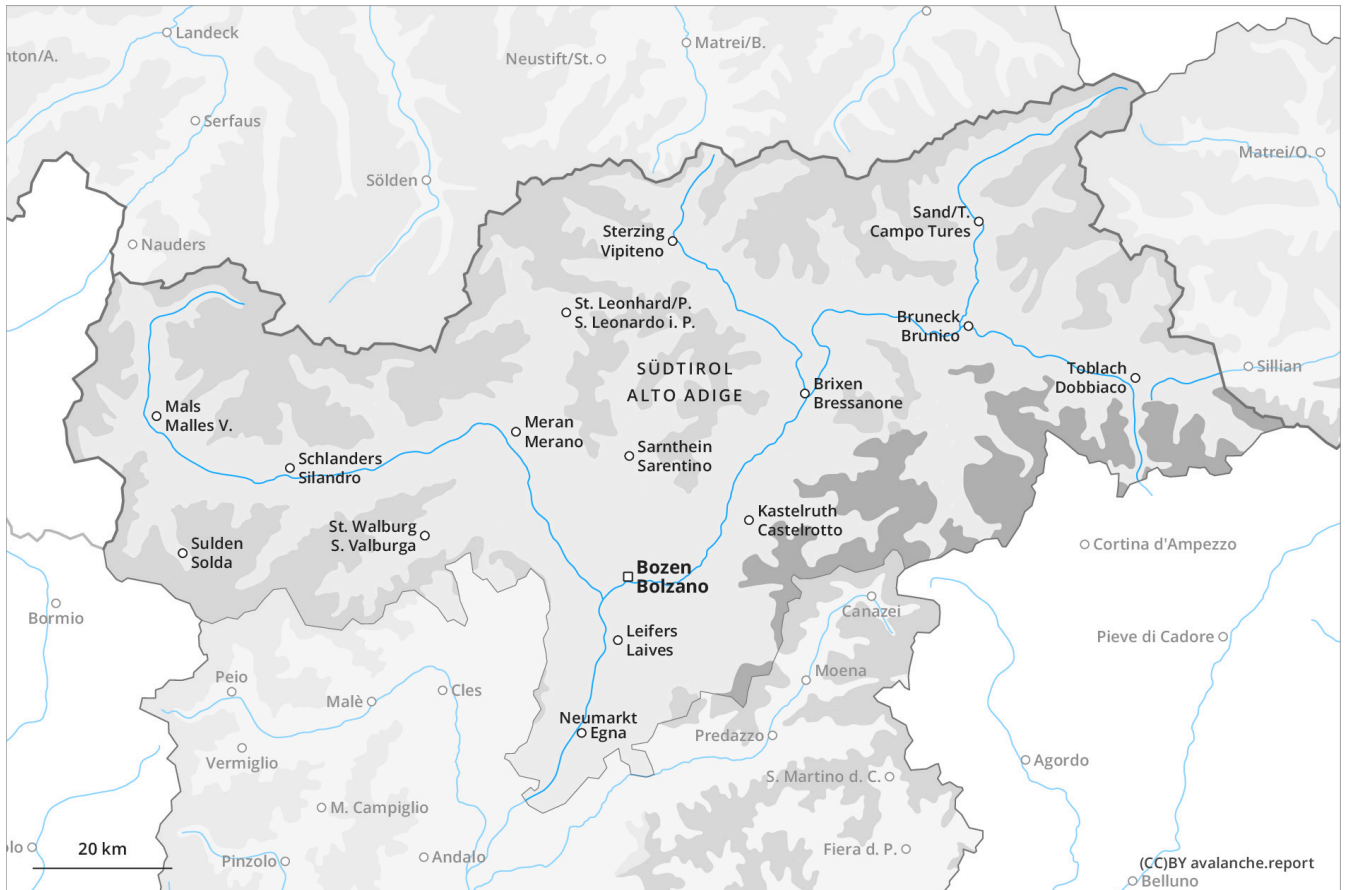 Landeck
Matrei/B.
nton/A.
Neustift/St.
Serfaus
Matrei/O.
Sölden
Sand/T.
Campo Tures
Sterzing
Vipiteno
Nauders
St. Leonhard/P.
S. Leonardo i. P.
Bruneck
Brunico
SÜDTIROL
ALTO ADIGE
Toblach
Dobbiaco
Sillian
Brixen
Bressanone
Mals
Malles V.
Meran
Merano
Schlanders
Silandro
Sarnthein
Sarentino
Kastelruth
Castelrotto
St. Walburg
S. Valburga
Sulden
Solda
Cortina d'Ampezzo
Bozen
Bolzano
Bormio
Canazei
Leifers
Laives
Pieve di Cadore
Peio
Malè
Cles
Moena
Neumarkt
Egna
Predazzo
Vermiglio
Agordo
S. Martino d. C.
M. Campiglio
olo
20 km
Pinzolo
Andalo
Fiera d. P.
(CC)BY avalanche.report
Belluno